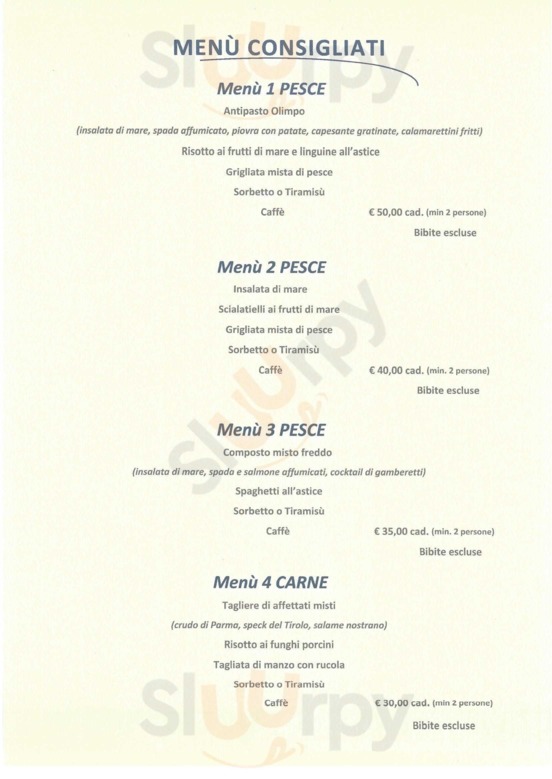 MENÙ CONSIGLIATI
Menù 1 PESCE
Antipasto Olimpo
(insalata di mare, spada affumicato, piovra con patate, capesante gratinate, calamarettini fritti)
Risotto ai frutti di mare e linguine all'astice
Grigliata mista di pesce
Sorbetto o Tiramisù
Caffè € 50,00 cad. (min 2 persone)
Bibite escluse
Menù 2 PESCE
Insalata di mare
Scialatielli ai frutti di mare
Grigliata mista di pesce
Sorbetto o Tiramisù
Caffè € 40,00 cad. (min. 2 persone)
Bibite escluse
Menù 3 PESCE
Composto misto freddo
(insalata di mare, spada e salmone affumicati, cocktail di gamberetti)
Spaghetti all'astice
Sorbetto o Tiramisù
Caffè € 35,00 cad. (min. 2 persone)
Bibite escluse
Menù 4 CARNE
Tagliere di affettati misti
(crudo di Parma, speck del Tirolo, salame nostrano)
Risotto ai funghi porcini
Tagliata di manzo con rucola
Sorbetto o Tiramisù
Caffè € 30,00 cad. (min 2 persone)
Bibite escluse
Sluurpy
Sluurpy
Sluurpy